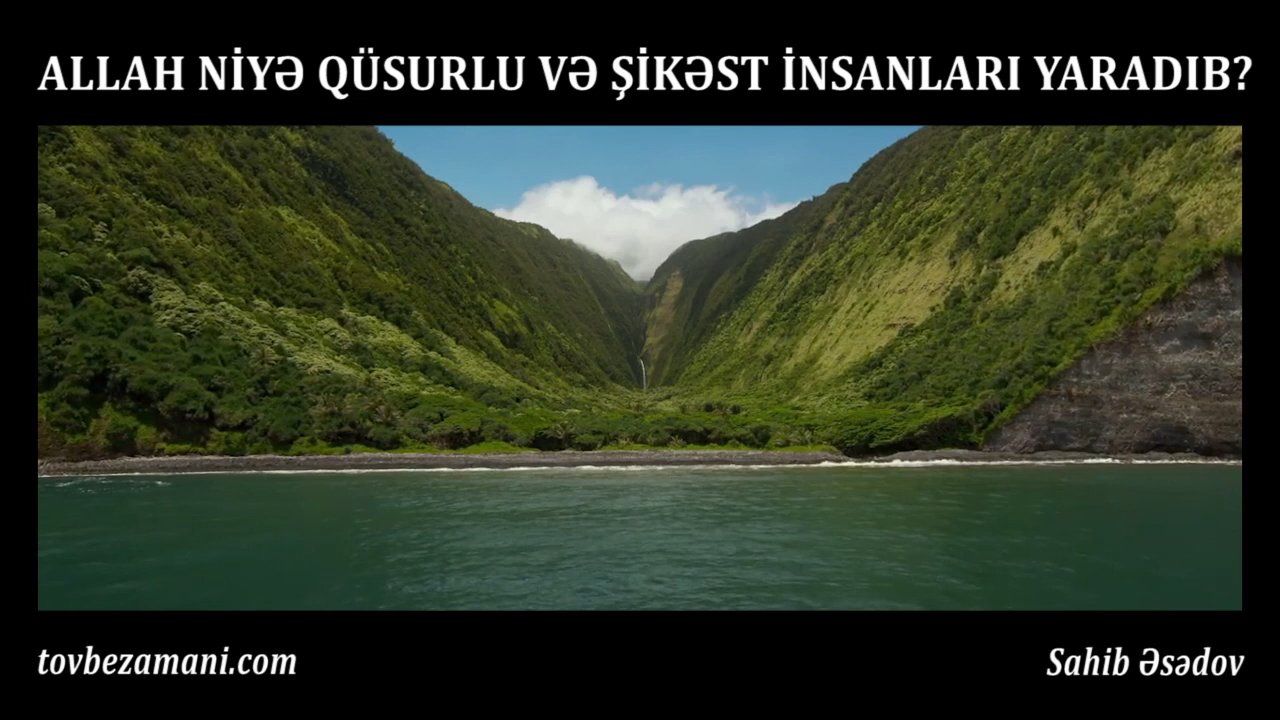 ALLAH NİYƏ QÜSURLU VƏ ŞİKƏST İNSANLARI YARADIB?
tovbezamani.com
Sahib Əsədov